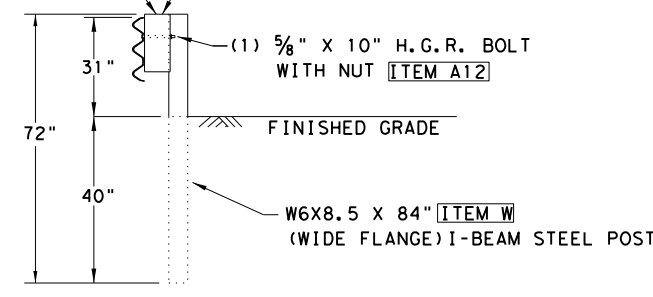 (1) 5/8" X 10" H.G.R. BOLT
WITH NUT ITEM A12
31"
FINISHED GRADE
72"
40"
W6X8.5 X 84" ITEM W
(WIDE FLANGE) I-BEAM STEEL POST